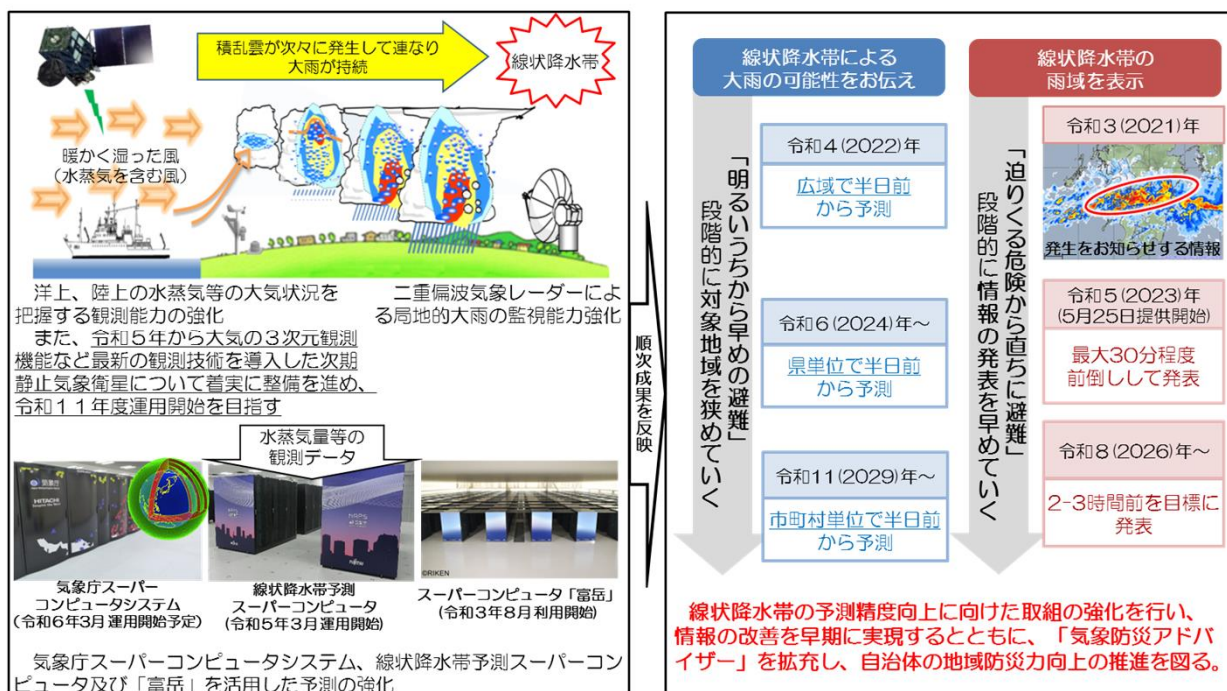 積乱雲が次々に発生して連なり
大雨が持続
線状降水帯
暖かく湿った風
(水蒸気を含む風)
洋上、陸上の水蒸気等の大気状況を
把握する観測能力の強化
また、令和5年から大気の3次元観測
機能など最新の観測技術を導入した次期
静止気象衛星について着実に整備を進め、
令和11年度運用開始を目指す
二重偏波気象レーダーによ
る局地的大雨の監視能力強化
水蒸気量等の
観測データ
気象庁
HITACHI
©RIKEN
気象庁スーパー
コンピュータシステム
(令和6年3月運用開始予定)
線状降水帯予測
スーパーコンピュータ
(令和5年3月運用開始)
スーパーコンピュータ「富岳」
(令和3年8月利用開始)
気象庁スーパーコンピュータシステム、線状降水帯予測スーパーコン
ピュータ及び「富岳」を活用した予測の強化
順次成果を反映
線状降水帯による
大雨の可能性をお伝え
「明るいうちから早めの避難」
段階的に対象地域を狭めていく
令和4(2022)年
広域で半日前
から予測
令和6(2024)年~
県単位で半日前
から予測
令和11(2029)年~
市町村単位で半日前
から予測
線状降水帯の
雨域を表示
「迫りくる危険から直ちに避難」
段階的に情報の発表を早めていく
令和3(2021)年
発生をお知らせする情報
令和5(2023)年
(5月25日提供開始)
最大30分程度
前倒しして発表
令和8(2026)年~
2-3時間前を目標に
発表
線状降水帯の予測精度向上に向けた取組の強化を行い、
情報の改善を早期に実現するとともに、「気象防災アドバ
イザー」を拡充し、自治体の地域防災力向上の推進を図る。